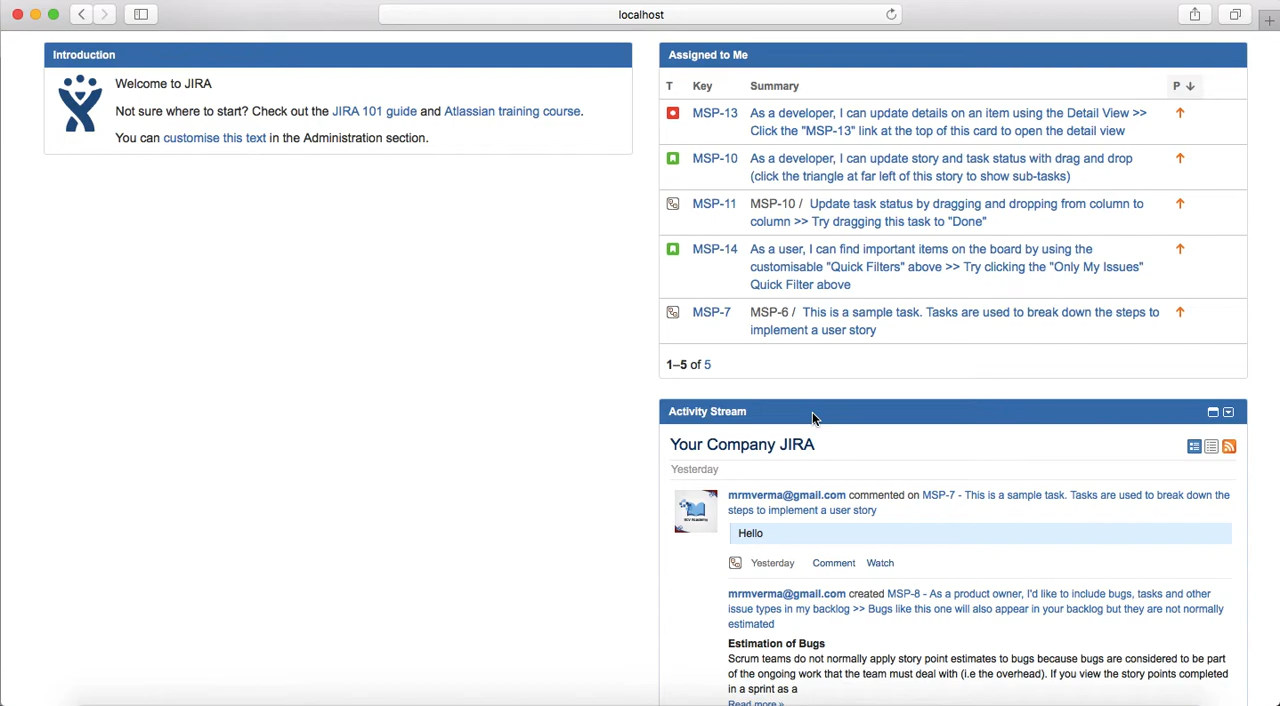 localhost
Introduction
Welcome to JIRA
Not sure where to start? Check out the JIRA 101 guide and Atlassian training course.
You can customise this text in the Administration section.
Assigned to Me
T Key Summary P
MSP-13 As a developer, I can update details on an item using the Detail View >>
Click the "MSP-13" link at the top of this card to open the detail view
MSP-10 As a developer, I can update story and task status with drag and drop
(click the triangle at far left of this story to show sub-tasks)
MSP-11 MSP-10 / Update task status by dragging and dropping from column to
column >> Try dragging this task to "Done"
MSP-14 As a user, I can find important items on the board by using the
customisable "Quick Filters" above >> Try clicking the "Only My Issues"
Quick Filter above
MSP-7 MSP-6 / This is a sample task. Tasks are used to break down the steps to
implement a user story
1–5 of 5
Activity Stream
Your Company JIRA
Yesterday
mrmverma@gmail.com commented on MSP-7 - This is a sample task. Tasks are used to break down the
steps to implement a user story
Hello
Yesterday Comment Watch
mrmverma@gmail.com created MSP-8 - As a product owner, I'd like to include bugs, tasks and other
issue types in my backlog >> Bugs like this one will also appear in your backlog but they are not normally
estimated
Estimation of Bugs
Scrum teams do not normally apply story point estimates to bugs because bugs are considered to be part
of the ongoing work that the team must deal with (i.e the overhead). If you view the story points completed
in a sprint as a
Read more »